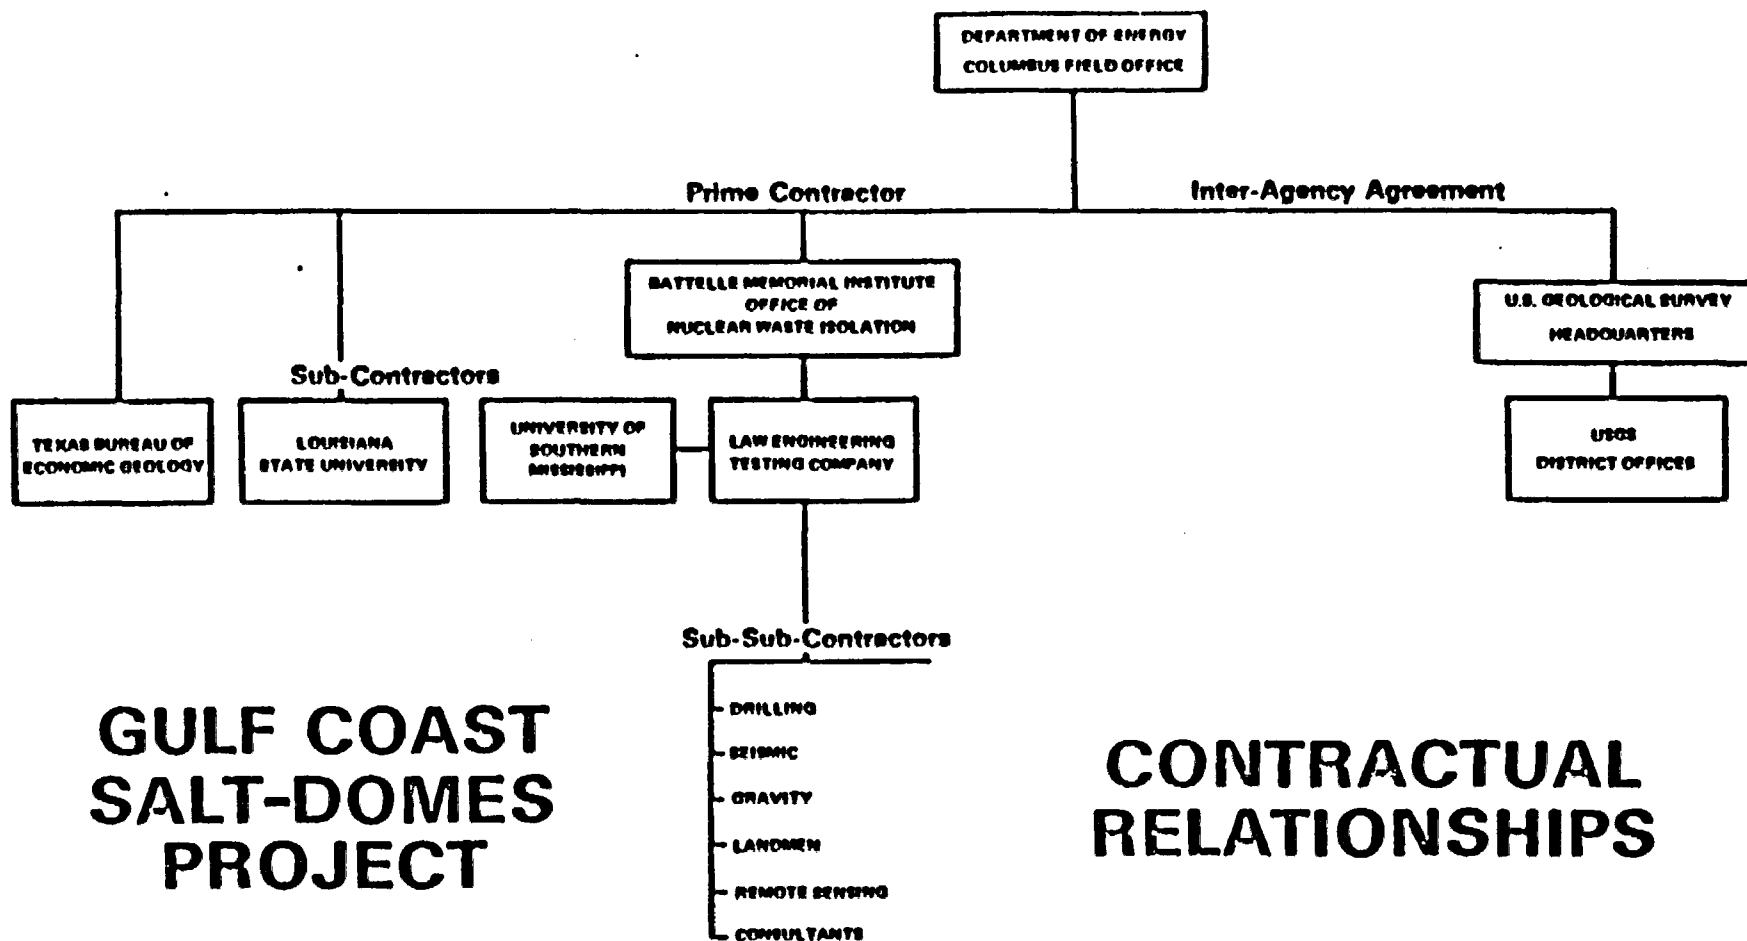 DEPARTMENT OF ENERGY
COLUMBUS FIELD OFFICE
Prime Contractor
Inter-Agency Agreement
BATTELLE MEMORIAL INSTITUTE
OFFICE OF
NUCLEAR WASTE ISOLATION
U.S. GEOLOGICAL SURVEY
HEADQUARTERS
Sub-Contractors
TEXAS BUREAU OF
ECONOMIC GEOLOGY
LOUISIANA
STATE UNIVERSITY
UNIVERSITY OF
SOUTHERN
MISSISSIPPI
LAW ENGINEERING
TESTING COMPANY
USGS
DISTRICT OFFICES
Sub-Sub-Contractors
DRILLING
SEISMIC
GRAVITY
LANDMEN
REMOTE SENSING
CONSULTANTS
GULF COAST
SALT-DOMES
PROJECT
CONTRACTUAL
RELATIONSHIPS